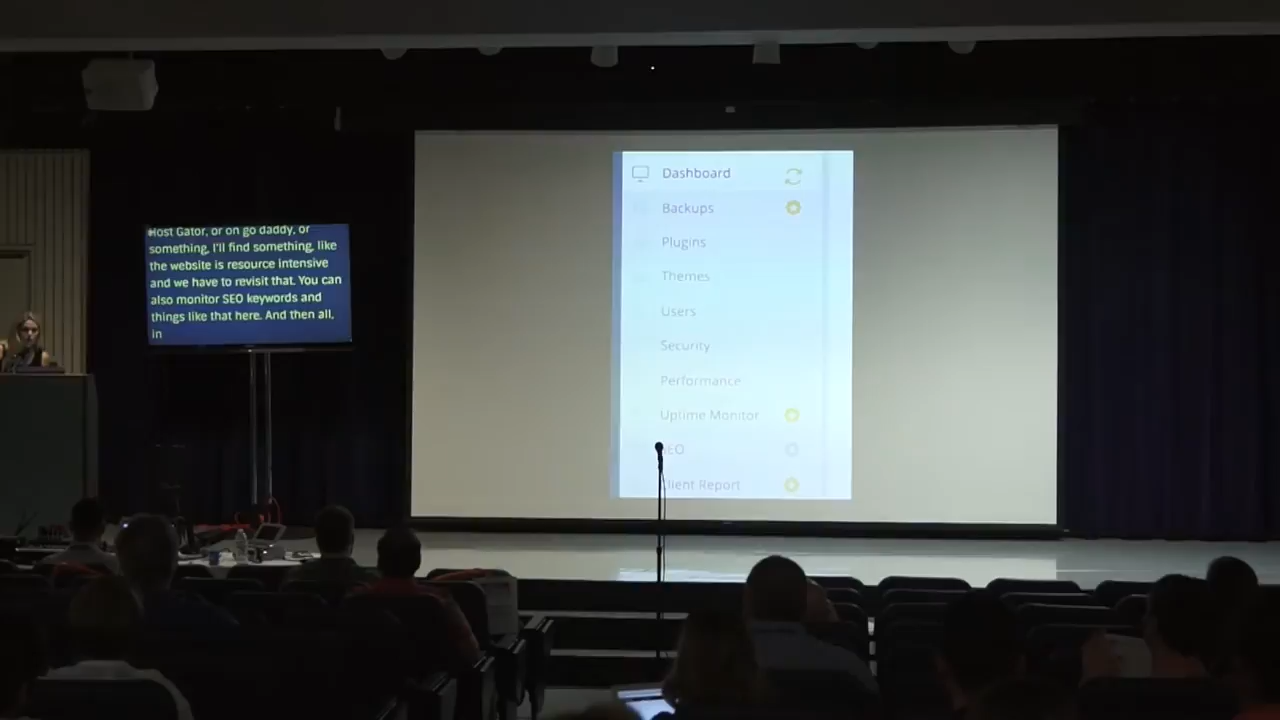 Host Gator, or on go daddy, or
something, I'll find something, like
the website is resource intensive
and we have to revisit that. You can
also monitor SEO keywords and
things like that here. And then all,
in
Dashboard
Backups
Plugins
Themes
Users
Security
Performance
Uptime Monitor
SEO
Client Report